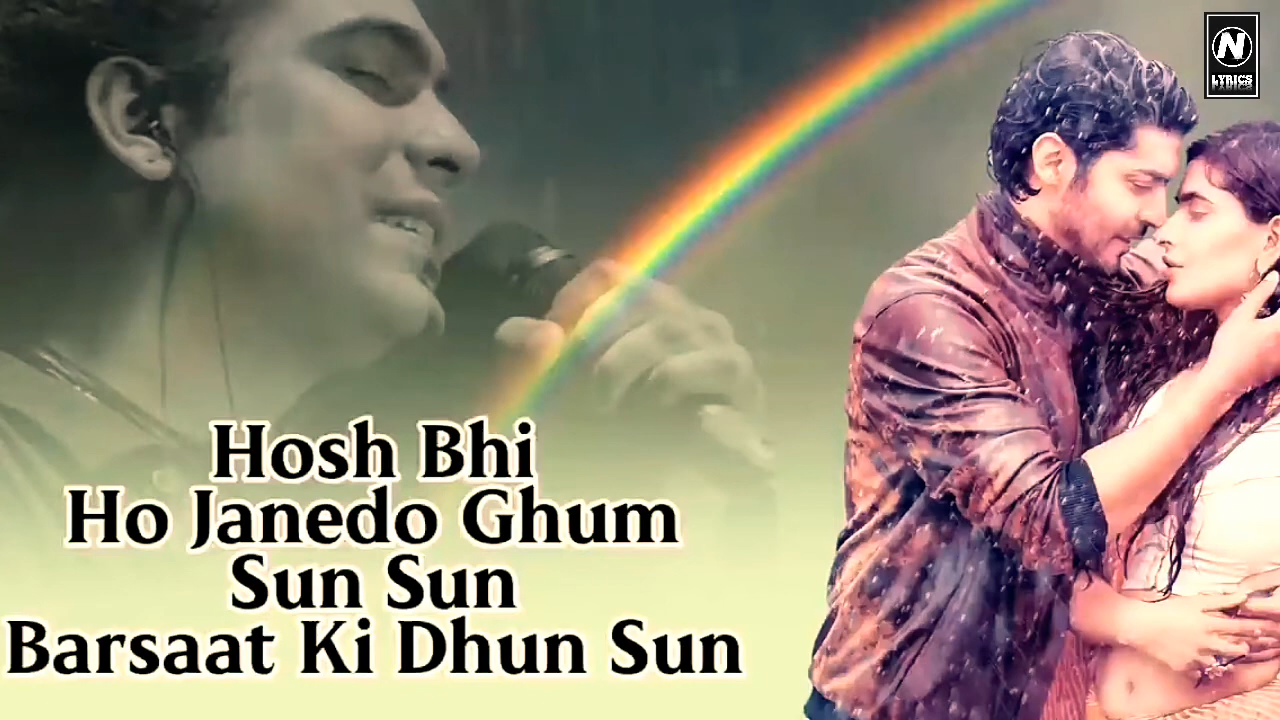 N
LYRICS
Hosh Bhi
Ho Janedo Ghum
Sun Sun
Barsaat Ki Dhun Sun